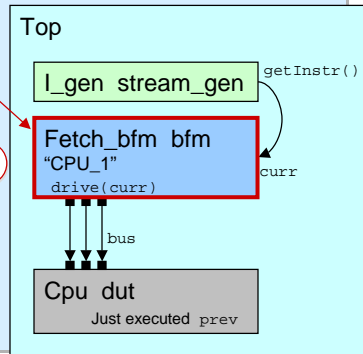 Top
I_gen stream_gen
getInstr()
Fetch_bfm bfm
“CPU_1”
curr
drive(curr)
bus
Cpu dut
Just executed prev